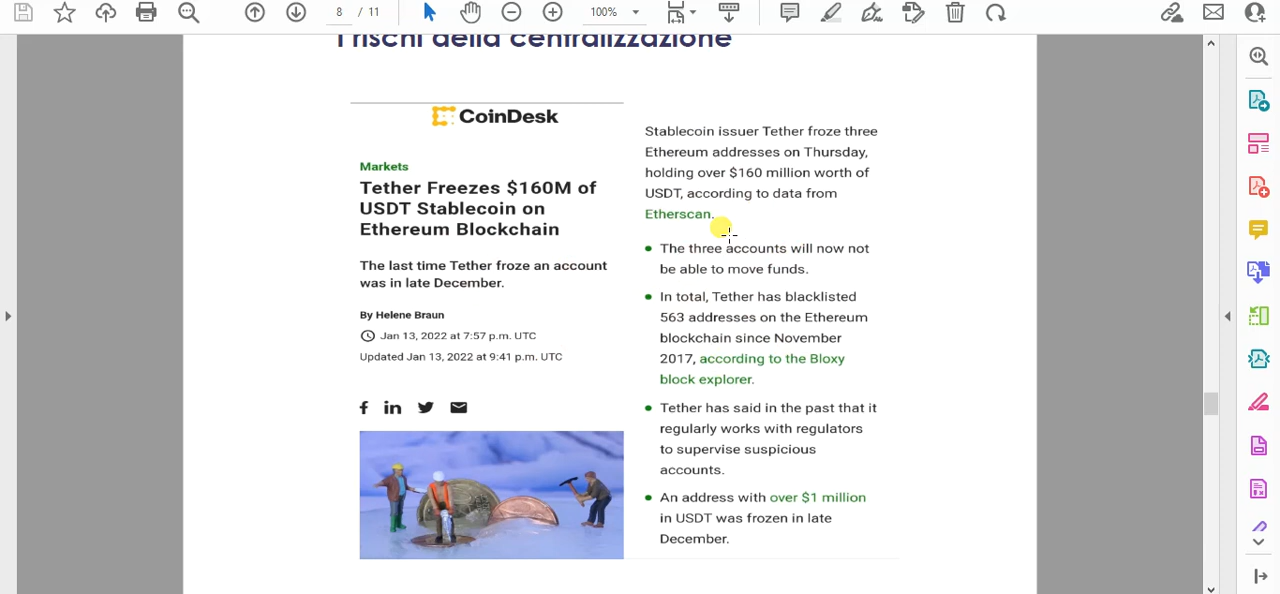 8 / 11
100%
I rischi della centralizzazione
CoinDesk
Markets
Tether Freezes $160M of
USDT Stablecoin on
Ethereum Blockchain
The last time Tether froze an account
was in late December.
By Helene Braun
Jan 13, 2022 at 7:57 p.m. UTC
Updated Jan 13, 2022 at 9:41 p.m. UTC
Stablecoin issuer Tether froze three
Ethereum addresses on Thursday,
holding over $160 million worth of
USDT, according to data from
Etherscan.
The three accounts will now not
be able to move funds.
In total, Tether has blacklisted
563 addresses on the Ethereum
blockchain since November
2017, according to the Bloxy
block explorer.
Tether has said in the past that it
regularly works with regulators
to supervise suspicious
accounts.
An address with over $1 million
in USDT was frozen in late
December.